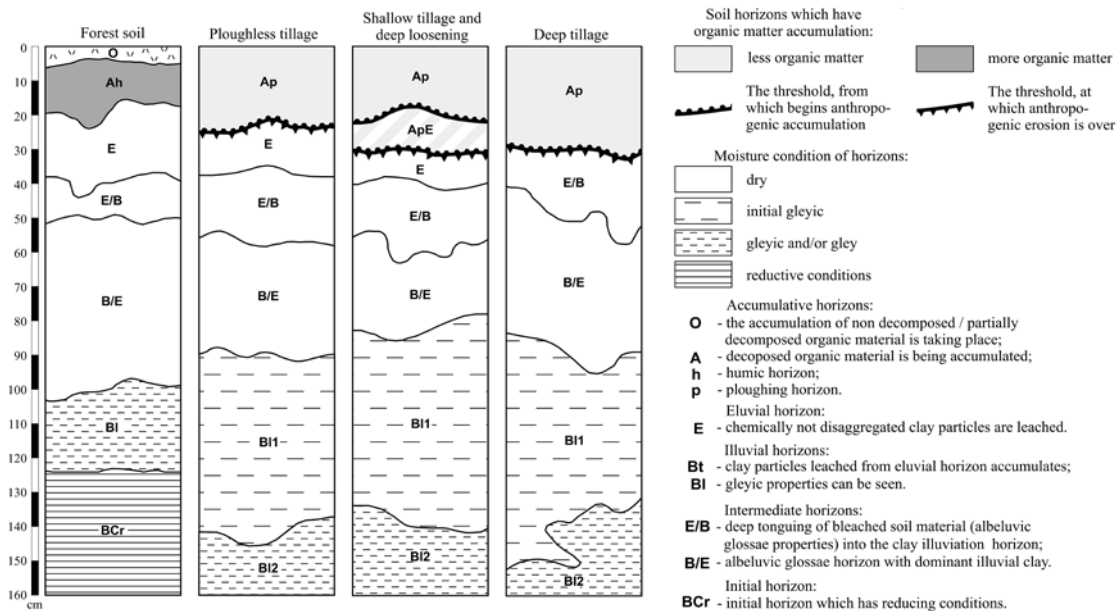 Forest soil
Ploughless tillage
Shallow tillage and
deep loosening
Deep tillage
0
10
20
30
40
50
60
70
80
90
100
110
120
130
140
150
160
cm
O
Ah
E
E/B
B/E
Bl
BCr
Ap
E
E/B
B/E
Bl1
Bl2
Ap
ApE
E
E/B
B/E
Bl1
Bl2
Ap
E/B
B/E
Bl1
Bl2
Soil horizons which have
organic matter accumulation:
less organic matter
more organic matter
The threshold, from
which begins anthropogenic
accumulation
The threshold, at
which anthropo-
genic erosion is over
Moisture condition of horizons:
dry
initial gleyic
gleyic and/or gley
reductive conditions
Accumulative horizons:
O - the accumulation of non decomposed / partially
decomposed organic material is taking place;
A - decoposed organic material is being accumulated;
h - humic horizon;
p - ploughing horizon.
Eluvial horizon:
E - chemically not disaggregated clay particles are leached.
Illuvial horizons:
Bt - clay particles leached from eluvial horizon accumulates;
Bl - gleyic properties can be seen.
Intermediate horizons:
E/B - deep tonguing of bleached soil material (albeluvic
glossae properties) into the clay illuviation horizon;
B/E - albeluvic glossae horizon with dominant illuvial clay.
Initial horizon:
BCr - initial horizon which has reducing conditions.